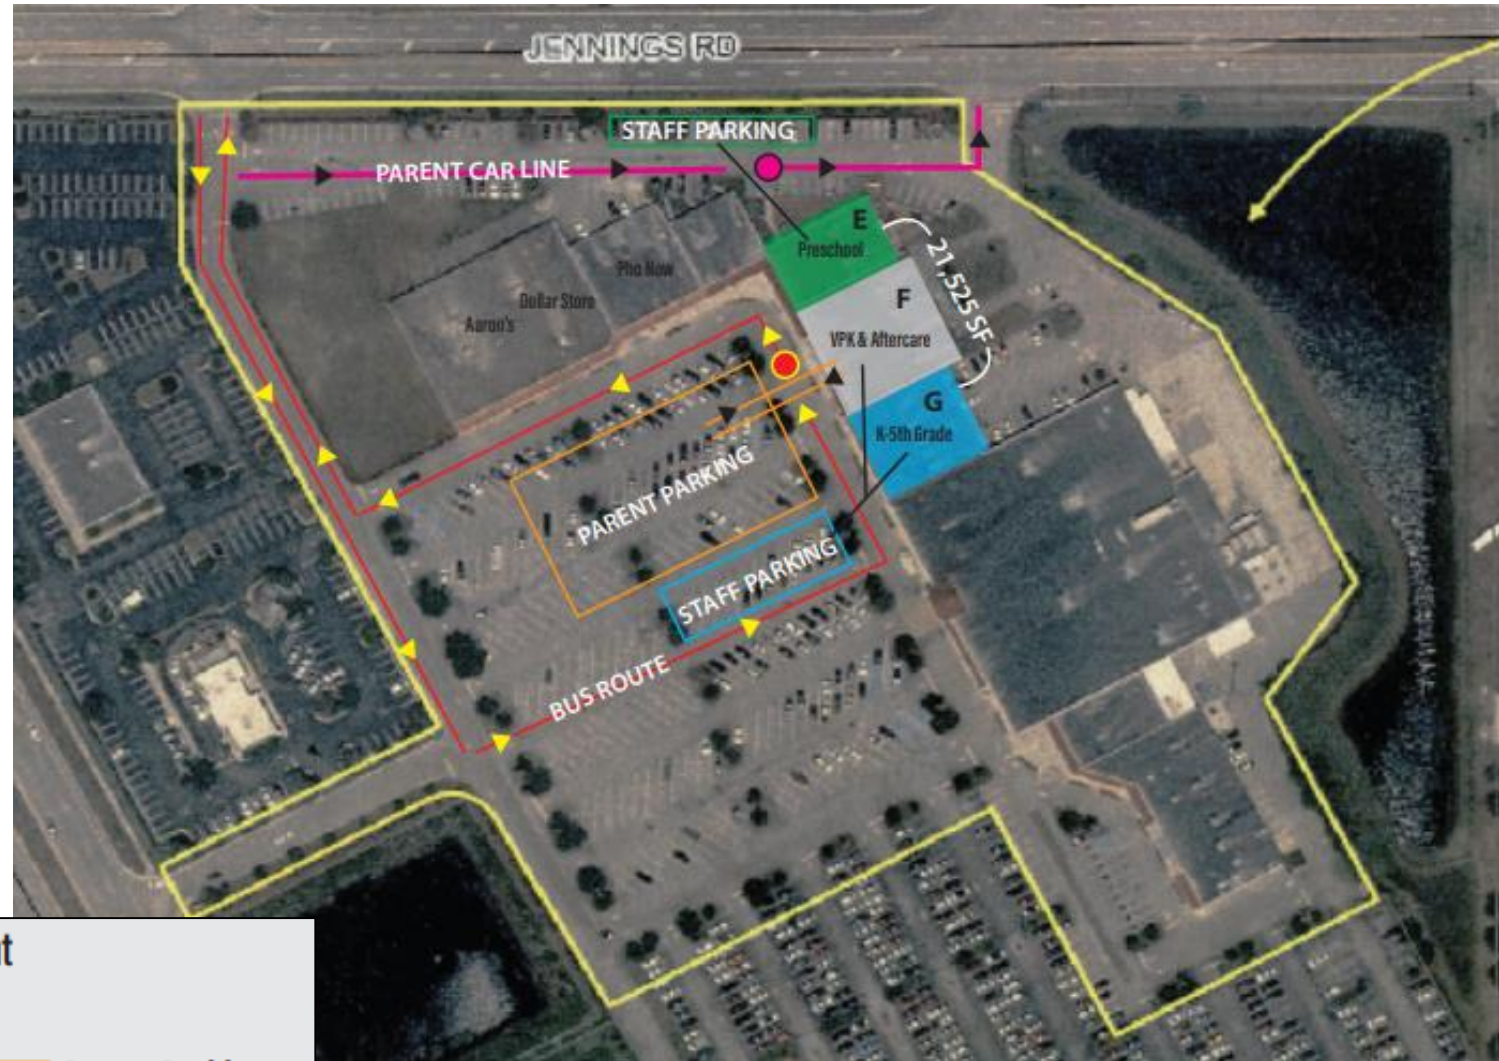 JENNINGS RD
STAFF PARKING
PARENT CAR LINE
E
Preschool
21,525 SF
Pho Now
Dollar Store
Aaron's
F
VPK & Aftercare
G
K-5th Grade
PARENT PARKING
STAFF PARKING
BUS ROUTE